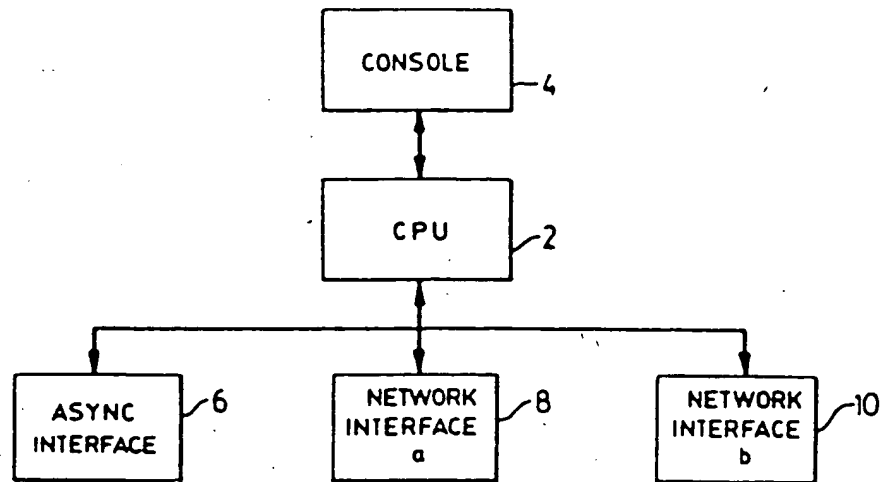 CONSOLE
4
CPU
2
ASYNC
INTERFACE
6
NETWORK
INTERFACE
a
8
NETWORK
INTERFACE
b
10